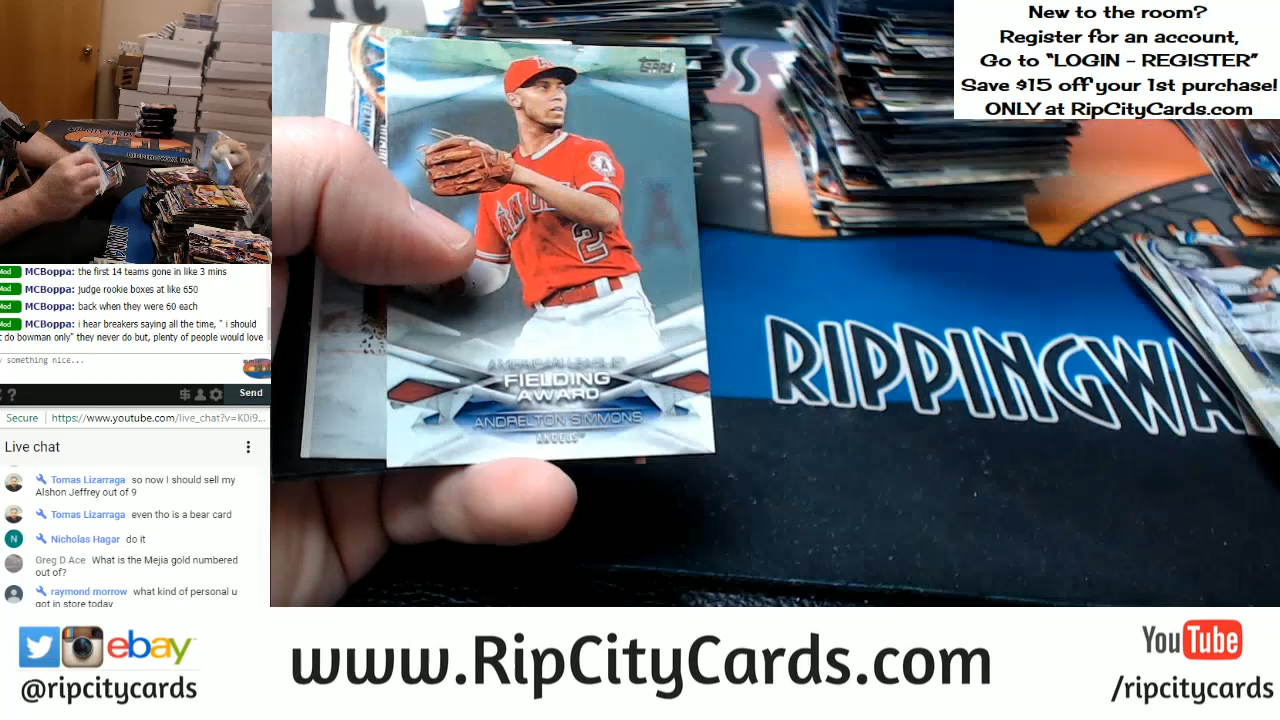 New to the room?
Register for an account,
Go to “LOGIN - REGISTER”
Save $15 off your 1st purchase!
ONLY at RipCityCards.com
Topps
ANGELS
2
AMERICAN LEAGUE
FIELDING
AWARD
ANDRELTON SIMMONS
ANGELS
RIPPINGWA
MCBoppa: the first 14 teams gone in like 3 mins
MCBoppa: judge rookie boxes at like 650
MCBoppa: back when they were 60 each
MCBoppa: i hear breakers saying all the time, " i should
t do bowman only" they never do but, plenty of people would love
something nice...
Send
Secure https://www.youtube.com/live_chat?v=K0i9...
Live chat
Tomas Lizarraga so now I should sell my
Alshon Jeffrey out of 9
Tomas Lizarraga even tho is a bear card
N Nicholas Hagar do it
Greg D Ace What is the Mejia gold numbered
out of?
raymond morrow what kind of personal u
got in store today
ebay
@ripcitycards
www.RipCityCards.com
YouTube
/ripcitycards